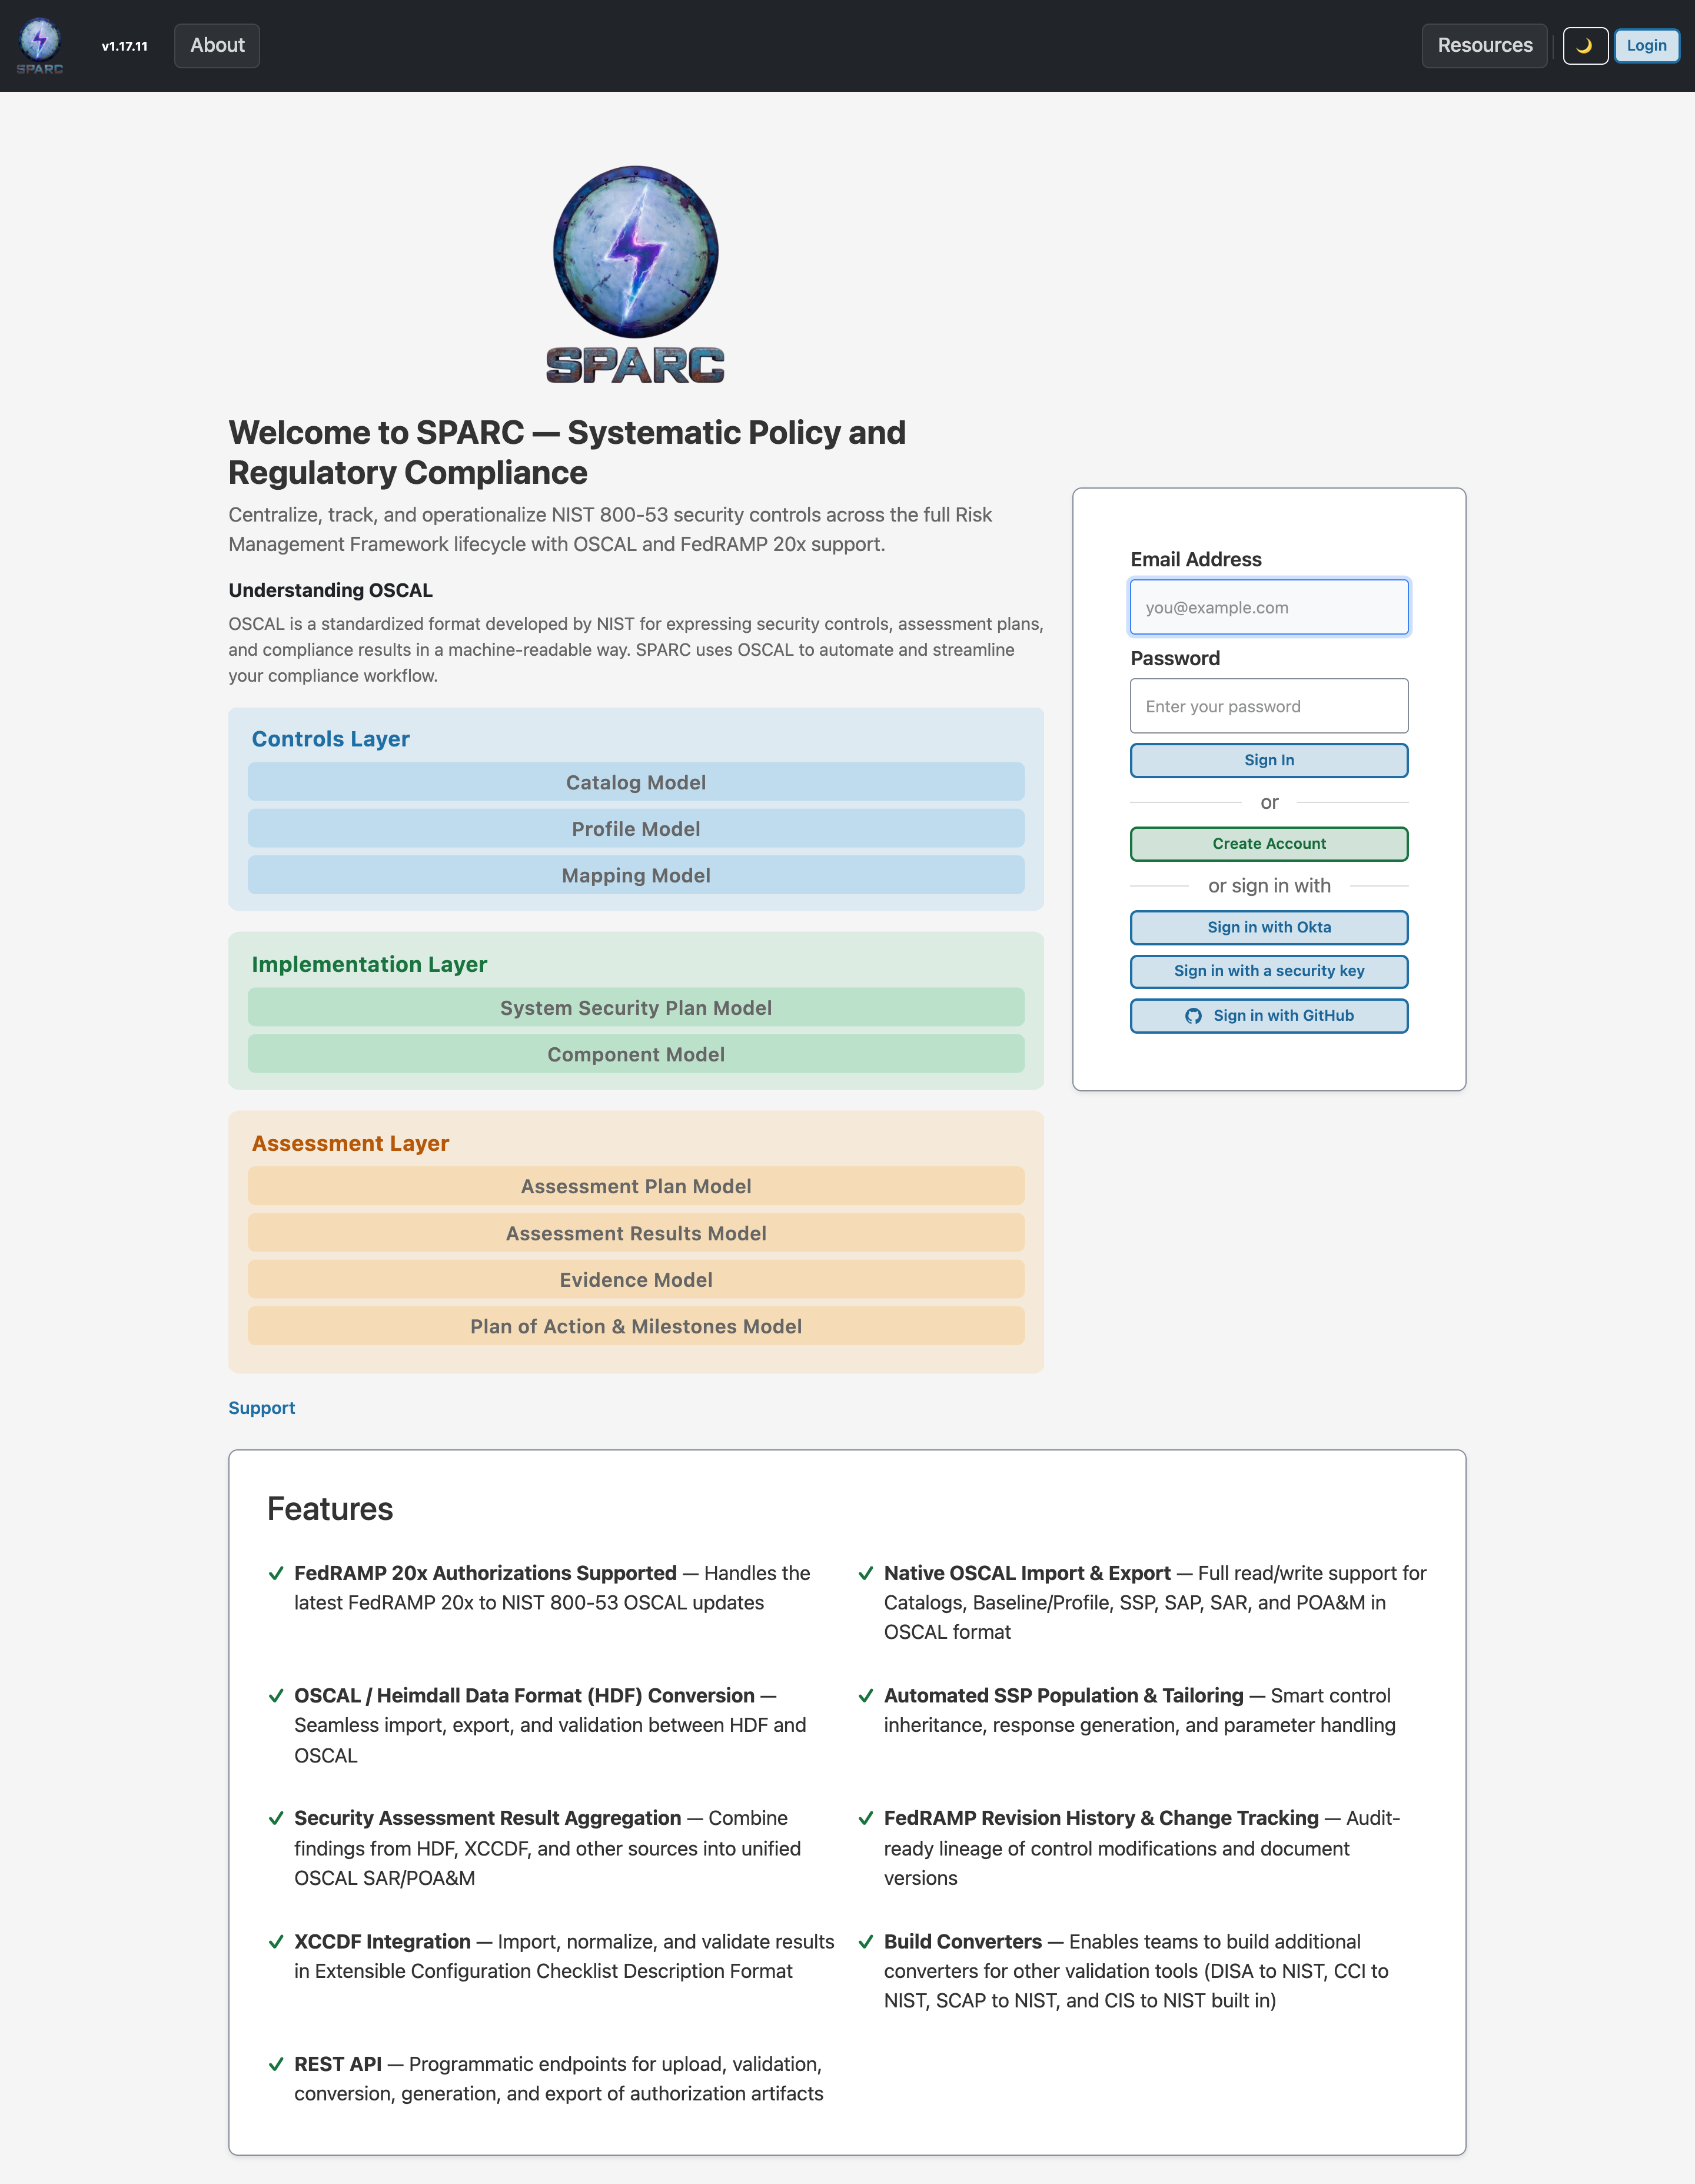 SPARC
v1.17.11
About
Resources
Login
SPARC
Welcome to SPARC — Systematic Policy and
Regulatory Compliance
Centralize, track, and operationalize NIST 800-53 security controls across the full Risk
Management Framework lifecycle with OSCAL and FedRAMP 20x support.
Understanding OSCAL
OSCAL is a standardized format developed by NIST for expressing security controls, assessment plans,
and compliance results in a machine-readable way. SPARC uses OSCAL to automate and streamline
your compliance workflow.
Controls Layer
Catalog Model
Profile Model
Mapping Model
Implementation Layer
System Security Plan Model
Component Model
Assessment Layer
Assessment Plan Model
Assessment Results Model
Evidence Model
Plan of Action & Milestones Model
Support
Email Address
you@example.com
Password
Enter your password
Sign In
or
Create Account
or sign in with
Sign in with Okta
Sign in with a security key
Sign in with GitHub
Features
FedRAMP 20x Authorizations Supported — Handles the
latest FedRAMP 20x to NIST 800-53 OSCAL updates
Native OSCAL Import & Export — Full read/write support for
Catalogs, Baseline/Profile, SSP, SAP, SAR, and POA&M in
OSCAL format
OSCAL / Heimdall Data Format (HDF) Conversion —
Seamless import, export, and validation between HDF and
OSCAL
Automated SSP Population & Tailoring — Smart control
inheritance, response generation, and parameter handling
Security Assessment Result Aggregation — Combine
findings from HDF, XCCDF, and other sources into unified
OSCAL SAR/POA&M
FedRAMP Revision History & Change Tracking — Audit-
ready lineage of control modifications and document
versions
XCCDF Integration — Import, normalize, and validate results
in Extensible Configuration Checklist Description Format
Build Converters — Enables teams to build additional
converters for other validation tools (DISA to NIST, CCI to
NIST, SCAP to NIST, and CIS to NIST built in)
REST API — Programmatic endpoints for upload, validation,
conversion, generation, and export of authorization artifacts